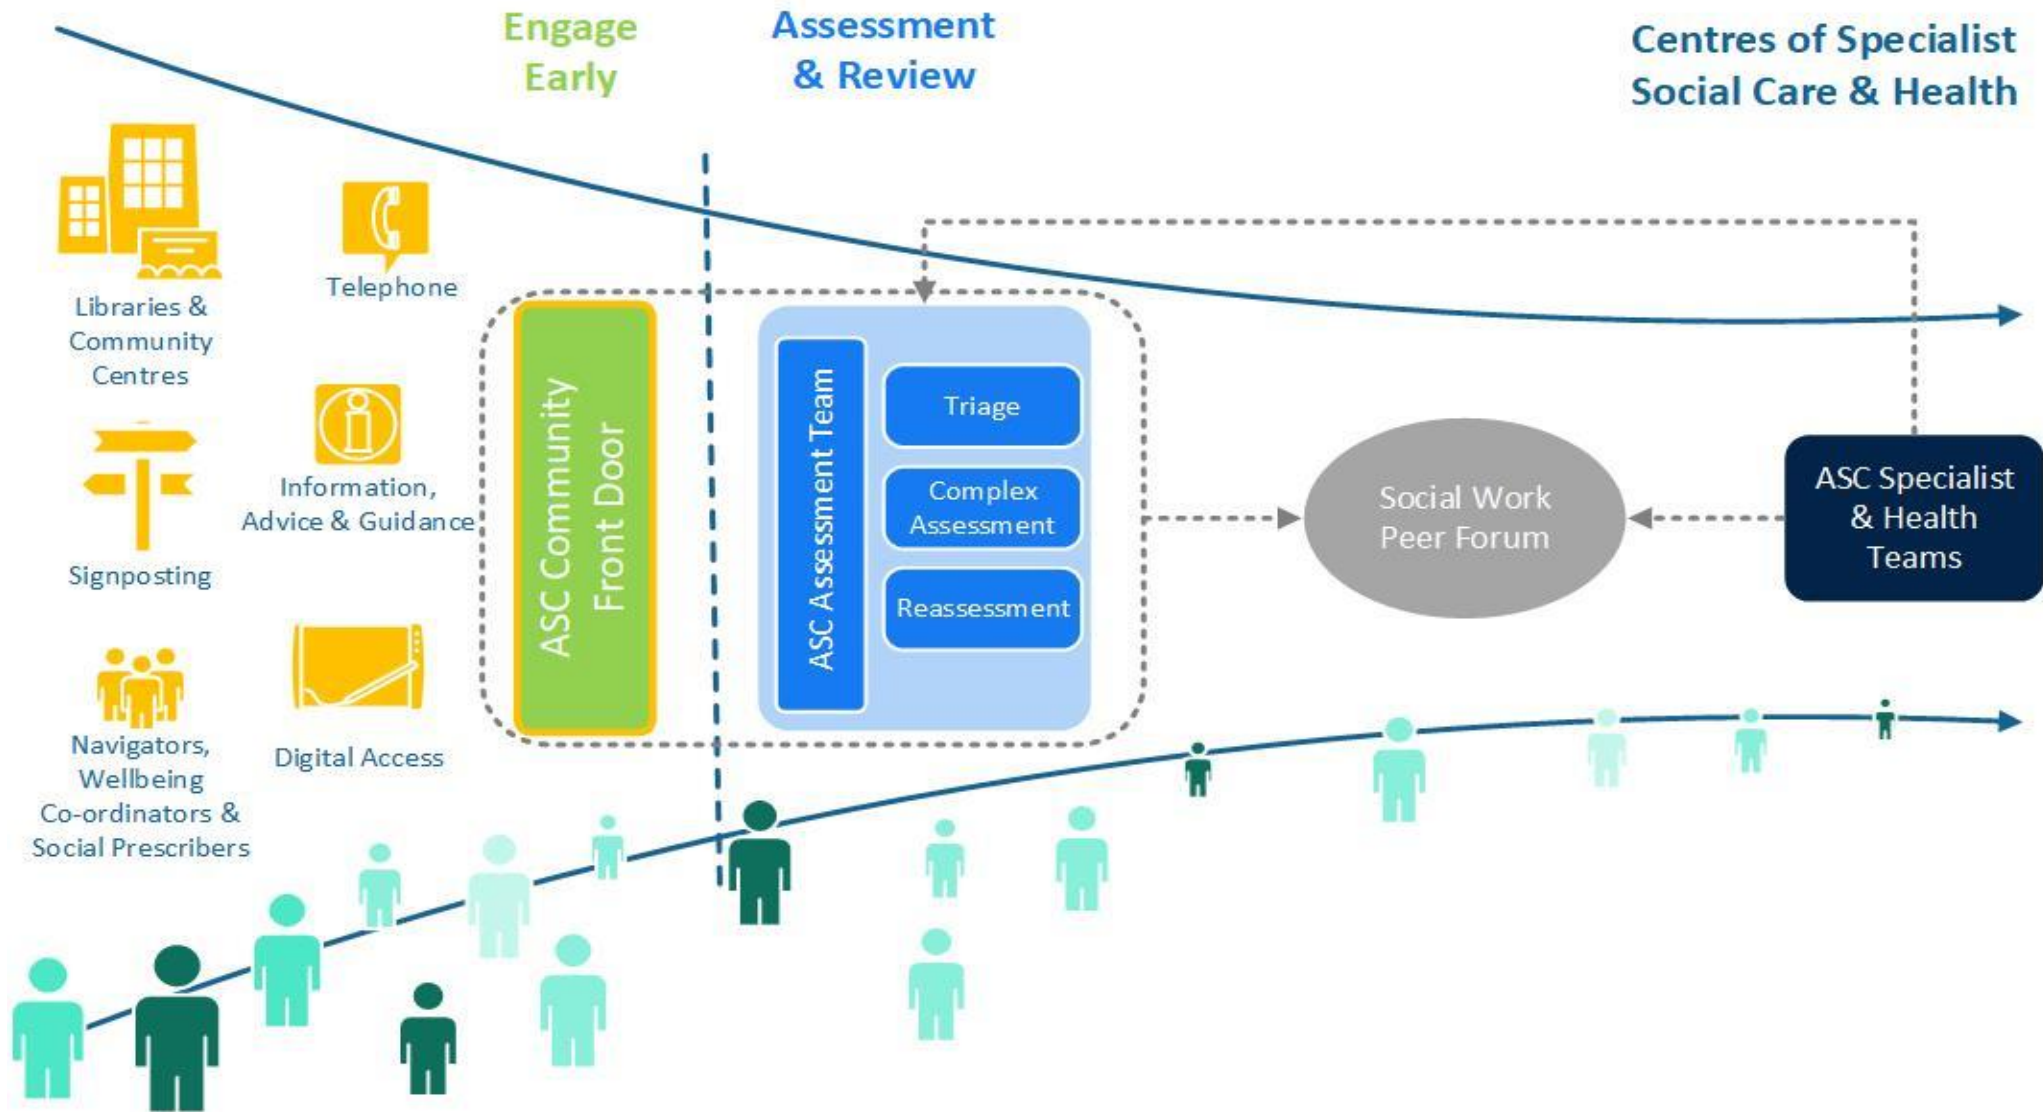 Engage
Early
Assessment
& Review
Centres of Specialist
Social Care & Health
Libraries &
Community
Centres
Telephone
Signposting
Information,
Advice & Guidance
Navigators,
Wellbeing
Co-ordinators &
Social Prescribers
Digital Access
ASC Community
Front Door
ASC Assessment Team
Triage
Complex
Assessment
Reassessment
Social Work
Peer Forum
ASC Specialist
& Health
Teams